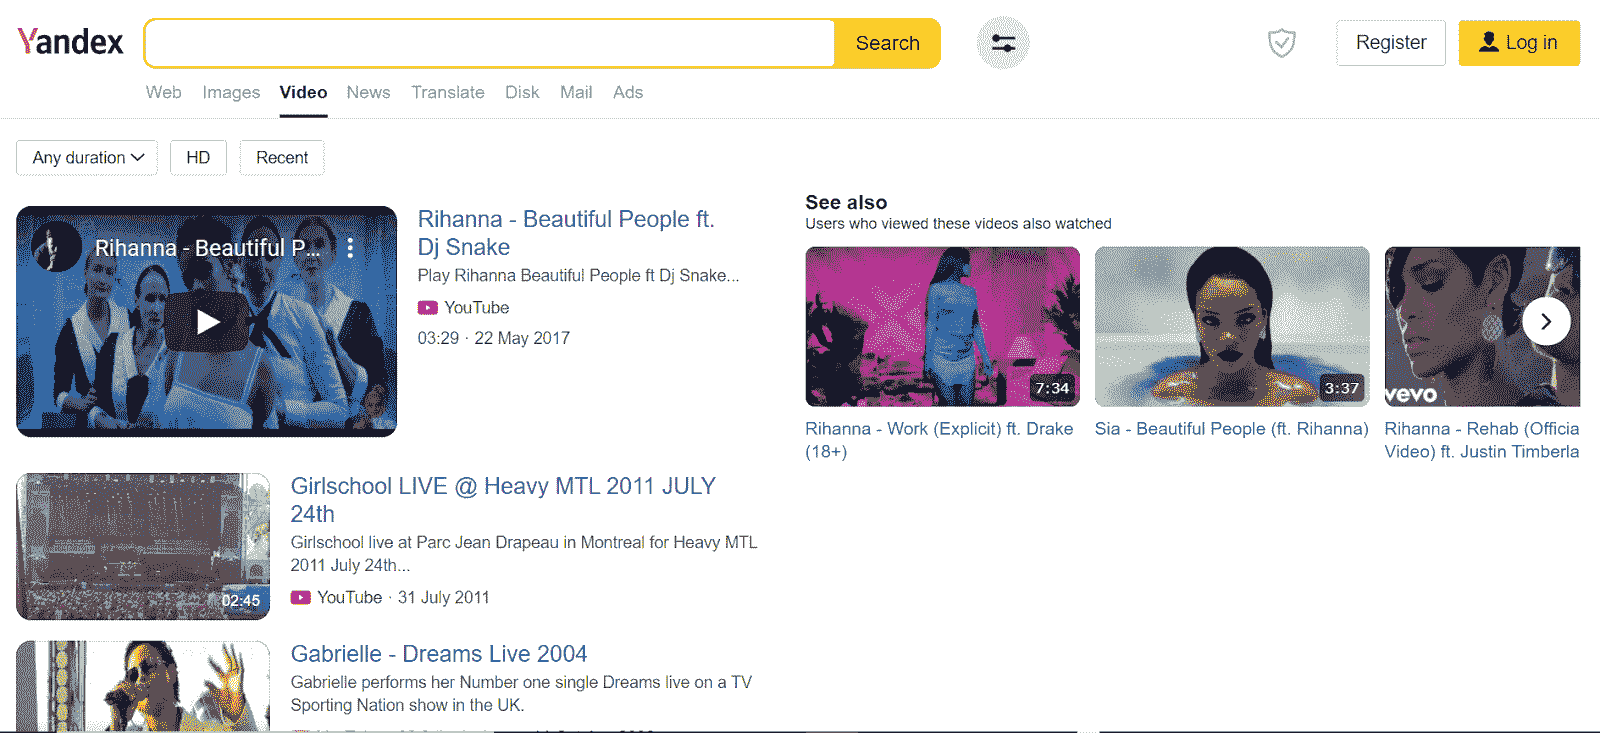 Yandex
Search
Register
Log in
Web Images Video News Translate Disk Mail Ads
Any duration
HD
Recent
Rihanna - Beautiful P...
Rihanna - Beautiful People ft.
Dj Snake
Play Rihanna Beautiful People ft Dj Snake...
YouTube
03:29 · 22 May 2017
02:45
Girlschool LIVE @ Heavy MTL 2011 JULY
24th
Girlschool live at Parc Jean Drapeau in Montreal for Heavy MTL
2011 July 24th...
YouTube · 31 July 2011
Gabrielle - Dreams Live 2004
Gabrielle performs her Number one single Dreams live on a TV
Sporting Nation show in the UK.
See also
Users who viewed these videos also watched
7:34
Rihanna - Work (Explicit) ft. Drake
(18+)
3:37
Sia - Beautiful People (ft. Rihanna)
vevo
Rihanna - Rehab (Officia
Video) ft. Justin Timberla